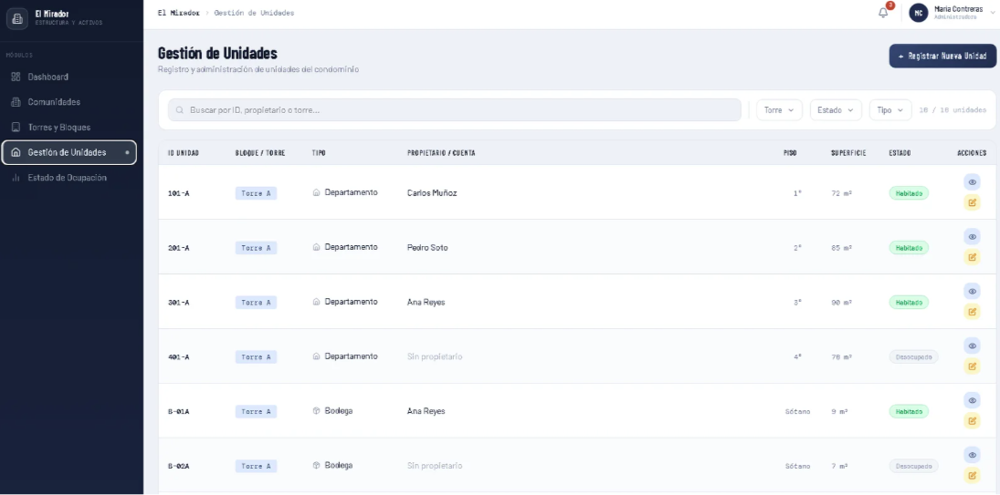 El Mirador
ESTRUCTURA Y ACTIVOS
MÓDULOS
Dashboard
Comunidades
Torres y Bloques
Gestión de Unidades
Estado de Ocupación
El Mirador › Gestión de Unidades
MC
María Contreras
Administradora
Gestión de Unidades
Registro y administración de unidades del condominio
+ Registrar Nueva Unidad
Buscar por ID, propietario o torre...
Torre
Estado
Tipo
10 / 10 unidades
ID UNIDAD BLOQUE / TORRE TIPO PROPIETARIO / CUENTA PISO SUPERFICIE ESTADO ACCIONES
101-A Torre A Departamento Carlos Muñoz 1° 72 m² Habitado
201-A Torre A Departamento Pedro Soto 2° 85 m² Habitado
301-A Torre A Departamento Ana Reyes 3° 90 m² Habitado
401-A Torre A Departamento Sin propietario 4° 78 m² Desocupado
B-01A Torre A Bodega Ana Reyes Sótano 9 m² Habitado
B-02A Torre A Bodega Sin propietario Sótano 7 m² Desocupado